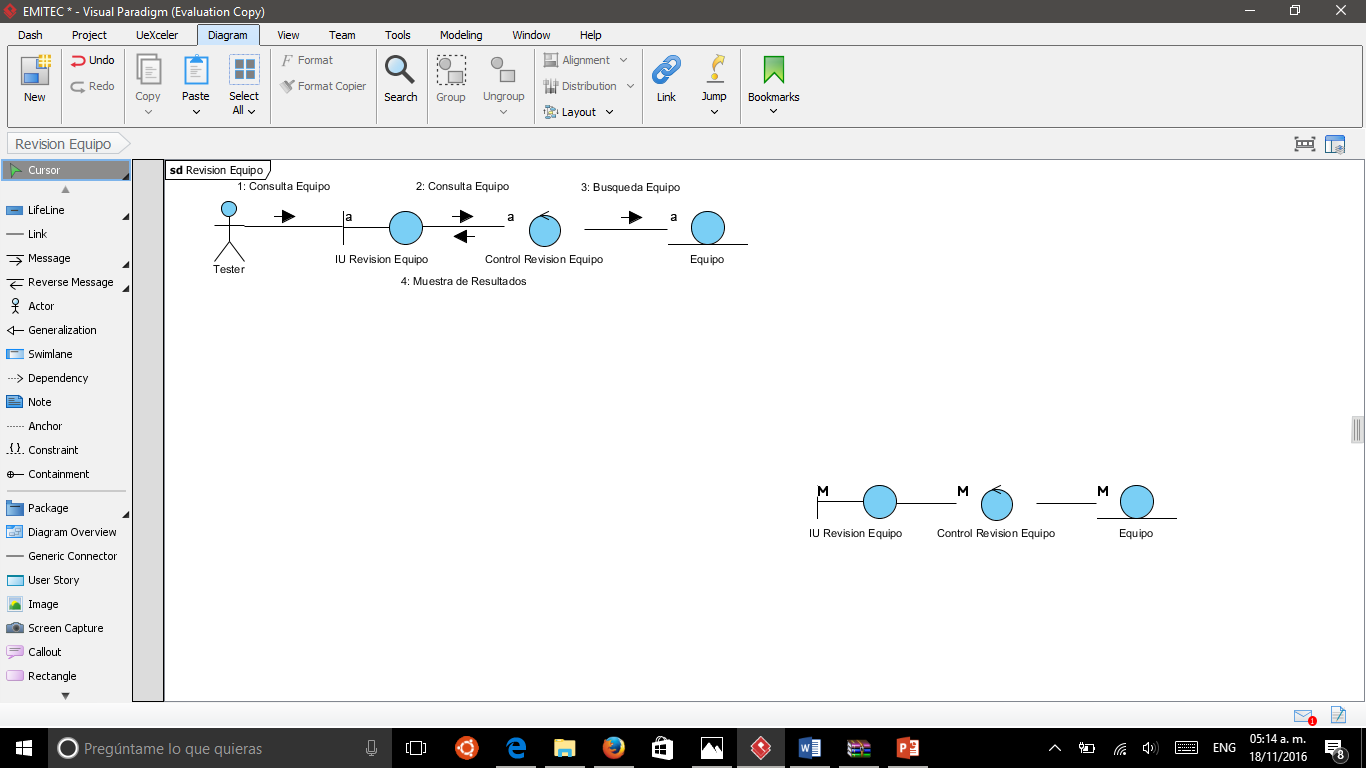 EMITEC * - Visual Paradigm (Evaluation Copy)
Dash Project UeXceler Diagram View Team Tools Modeling Window Help
New
Undo
Redo
Copy
Paste
Select All
Format
Format Copier
Search
Group
Ungroup
Alignment
Distribution
Layout
Link
Jump
Bookmarks
Revision Equipo
Cursor
LifeLine
Link
Message
Reverse Message
Actor
Generalization
Swimlane
Dependency
Note
Anchor
Constraint
Containment
Package
Diagram Overview
Generic Connector
User Story
Image
Screen Capture
Callout
Rectangle
sd Revision Equipo
1: Consulta Equipo 2: Consulta Equipo 3: Busqueda Equipo
a a a
Tester IU Revision Equipo Control Revision Equipo Equipo
4: Muestra de Resultados
M M M
IU Revision Equipo Control Revision Equipo Equipo
1
Pregúntame lo que quieras
ENG
05:14 a. m.
18/11/2016
8